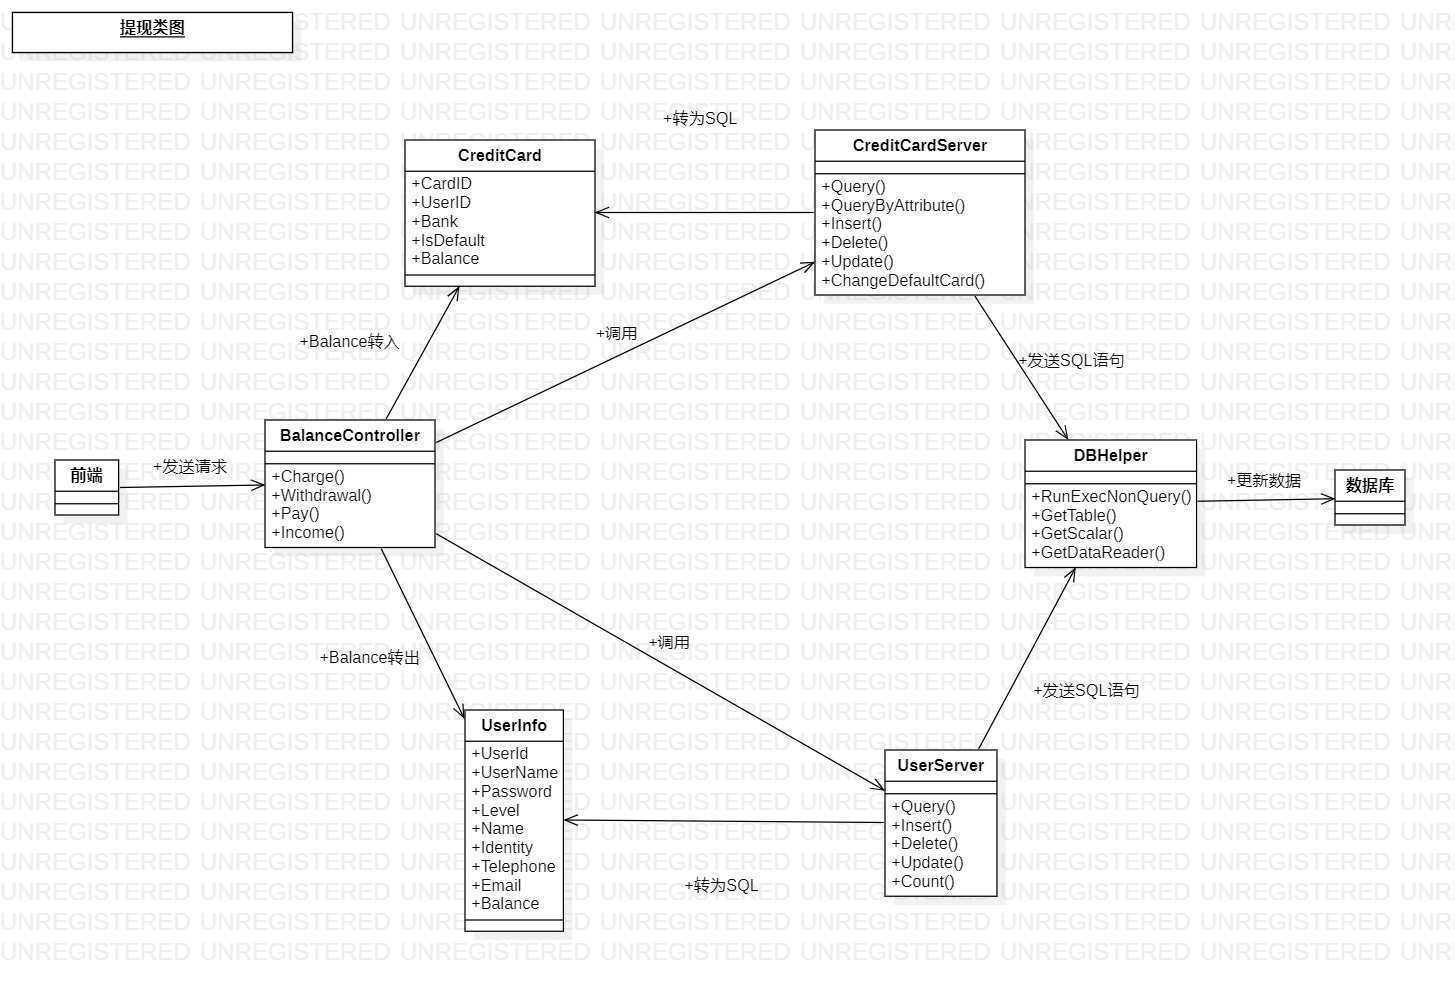 提现类图
+转为SQL
CreditCard
+CardID
+UserID
+Bank
+IsDefault
+Balance
CreditCardServer
+Query()
+QueryByAttribute()
+Insert()
+Delete()
+Update()
+ChangeDefaultCard()
+Balance转入
+调用
+发送SQL语句
前端
+发送请求
BalanceController
+Charge()
+Withdrawal()
+Pay()
+Income()
DBHelper
+RunExecNonQuery()
+GetTable()
+GetScalar()
+GetDataReader()
+更新数据
数据库
+Balance转出
+调用
+发送SQL语句
UserInfo
+UserId
+UserName
+Password
+Level
+Name
+Identity
+Telephone
+Email
+Balance
UserServer
+Query()
+Insert()
+Delete()
+Update()
+Count()
+转为SQL
UNREGISTERED